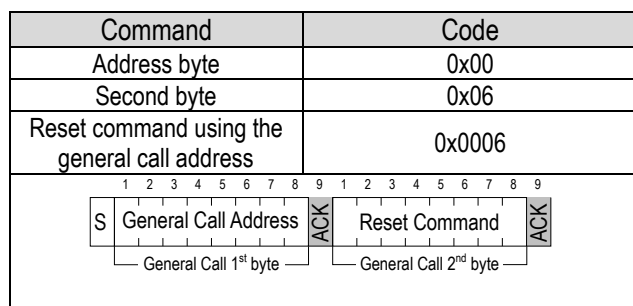 Command Code
Address byte 0x00
Second byte 0x06
Reset command using the
general call address 0x0006
1 2 3 4 5 6 7 8 9 1 2 3 4 5 6 7 8 9
S General Call Address ACK Reset Command ACK
General Call 1st byte General Call 2nd byte